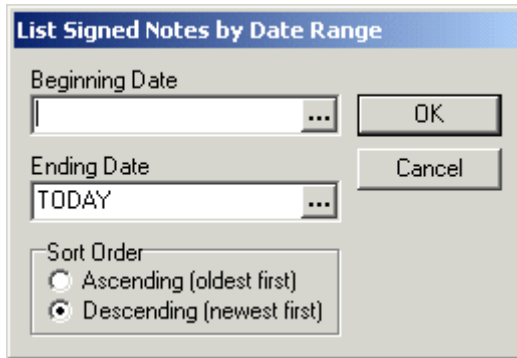 List Signed Notes by Date Range
Beginning Date
...
OK
Ending Date
Cancel
TODAY
...
Sort Order
Ascending (oldest first)
Descending (newest first)